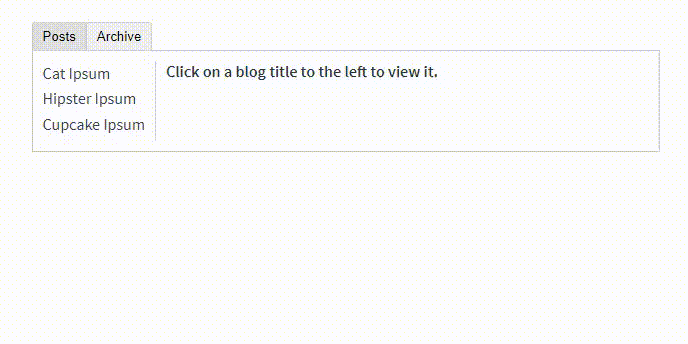 Posts Archive
Cat Ipsum
Click on a blog title to the left to view it.
Hipster Ipsum
Cupcake Ipsum